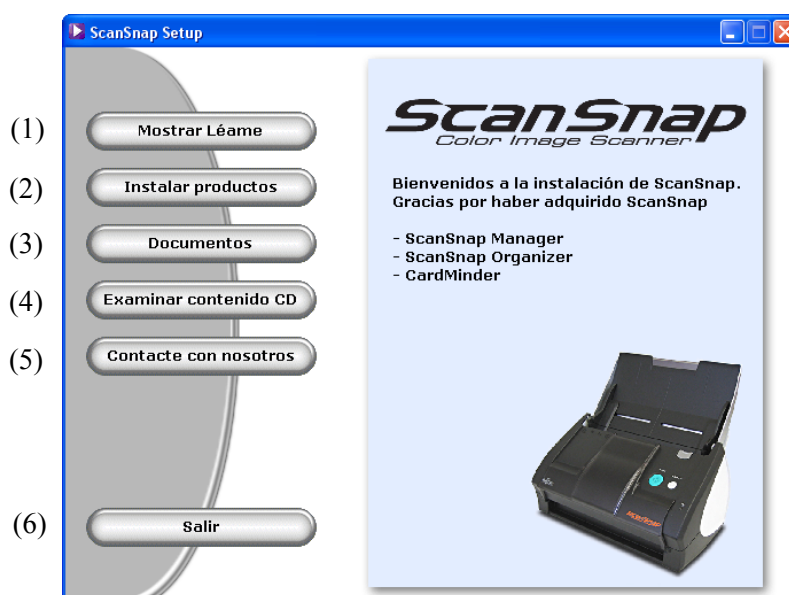 ScanSnap Setup
(1) Mostrar Léame
(2) Instalar productos
(3) Documentos
(4) Examinar contenido CD
(5) Contacte con nosotros
(6) Salir
ScanSnap
Color Image Scanner
Bienvenidos a la instalación de ScanSnap.
Gracias por haber adquirido ScanSnap
- ScanSnap Manager
- ScanSnap Organizer
- CardMinder
ScanSnap